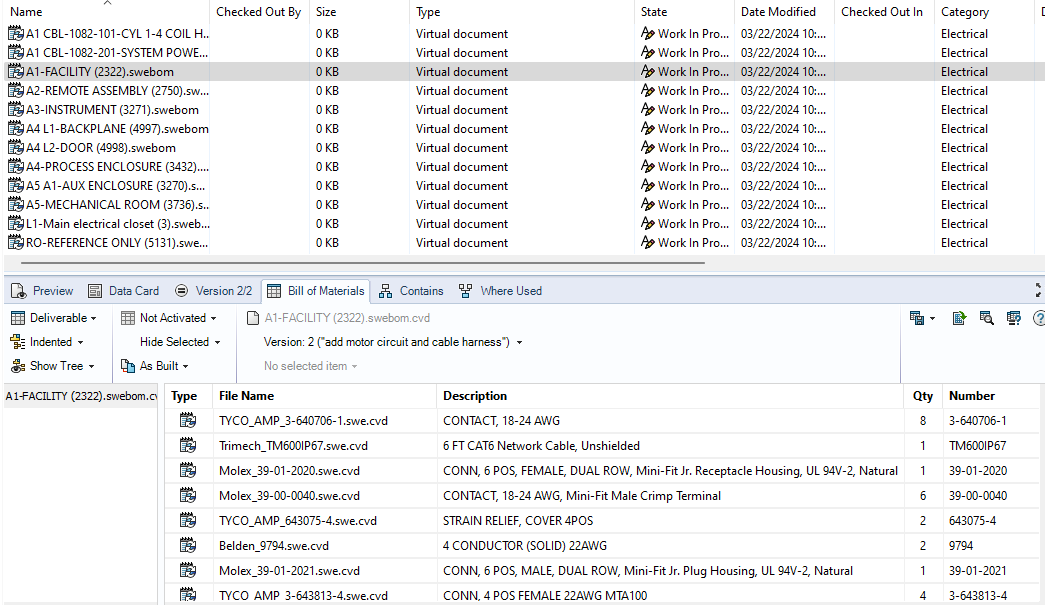 Name Checked Out By Size Type State Date Modified Checked Out In Category
A1 CBL-1082-101-CYL 1-4 COIL H... 0 KB Virtual document Work In Pro... 03/22/2024 10:... Electrical
A1 CBL-1082-201-SYSTEM POWE... 0 KB Virtual document Work In Pro... 03/22/2024 10:... Electrical
A1-FACILITY (2322).swebom 0 KB Virtual document Work In Pro... 03/22/2024 10:... Electrical
A2-REMOTE ASSEMBLY (2750).sw... 0 KB Virtual document Work In Pro... 03/22/2024 10:... Electrical
A3-INSTRUMENT (3271).swebom 0 KB Virtual document Work In Pro... 03/22/2024 10:... Electrical
A4 L1-BACKPLANE (4997).swebom 0 KB Virtual document Work In Pro... 03/22/2024 10:... Electrical
A4 L2-DOOR (4998).swebom 0 KB Virtual document Work In Pro... 03/22/2024 10:... Electrical
A4-PROCESS ENCLOSURE (3432).... 0 KB Virtual document Work In Pro... 03/22/2024 10:... Electrical
A5 A1-AUX ENCLOSURE (3270).s... 0 KB Virtual document Work In Pro... 03/22/2024 10:... Electrical
A5-MECHANICAL ROOM (3736).s... 0 KB Virtual document Work In Pro... 03/22/2024 10:... Electrical
L1-Main electrical closet (3).sweb... 0 KB Virtual document Work In Pro... 03/22/2024 10:... Electrical
RO-REFERENCE ONLY (5131).swe... 0 KB Virtual document Work In Pro... 03/22/2024 10:... Electrical
Preview Data Card Version 2/2 Bill of Materials Contains Where Used
Deliverable Not Activated A1-FACILITY (2322).swebom.cvd
Indented Hide Selected Version: 2 ("add motor circuit and cable harness")
Show Tree As Built No selected item
A1-FACILITY (2322).swebom.cv Type File Name Description Qty Number
TYCO_AMP_3-640706-1.swe.cvd CONTACT, 18-24 AWG 8 3-640706-1
Trimech_TM600IP67.swe.cvd 6 FT CAT6 Network Cable, Unshielded 1 TM600IP67
Molex_39-01-2020.swe.cvd CONN, 6 POS, FEMALE, DUAL ROW, Mini-Fit Jr. Receptacle Housing, UL 94V-2, Natural 1 39-01-2020
Molex_39-00-0040.swe.cvd CONTACT, 18-24 AWG, Mini-Fit Male Crimp Terminal 6 39-00-0040
TYCO_AMP_643075-4.swe.cvd STRAIN RELIEF, COVER 4POS 2 643075-4
Belden_9794.swe.cvd 4 CONDUCTOR (SOLID) 22AWG 2 9794
Molex_39-01-2021.swe.cvd CONN, 6 POS, MALE, DUAL ROW, Mini-Fit Jr. Plug Housing, UL 94V-2, Natural 1 39-01-2021
TYCO_AMP_3-643813-4.swe.cvd CONN, 4 POS FEMALE 22AWG MTA100 4 3-643813-4